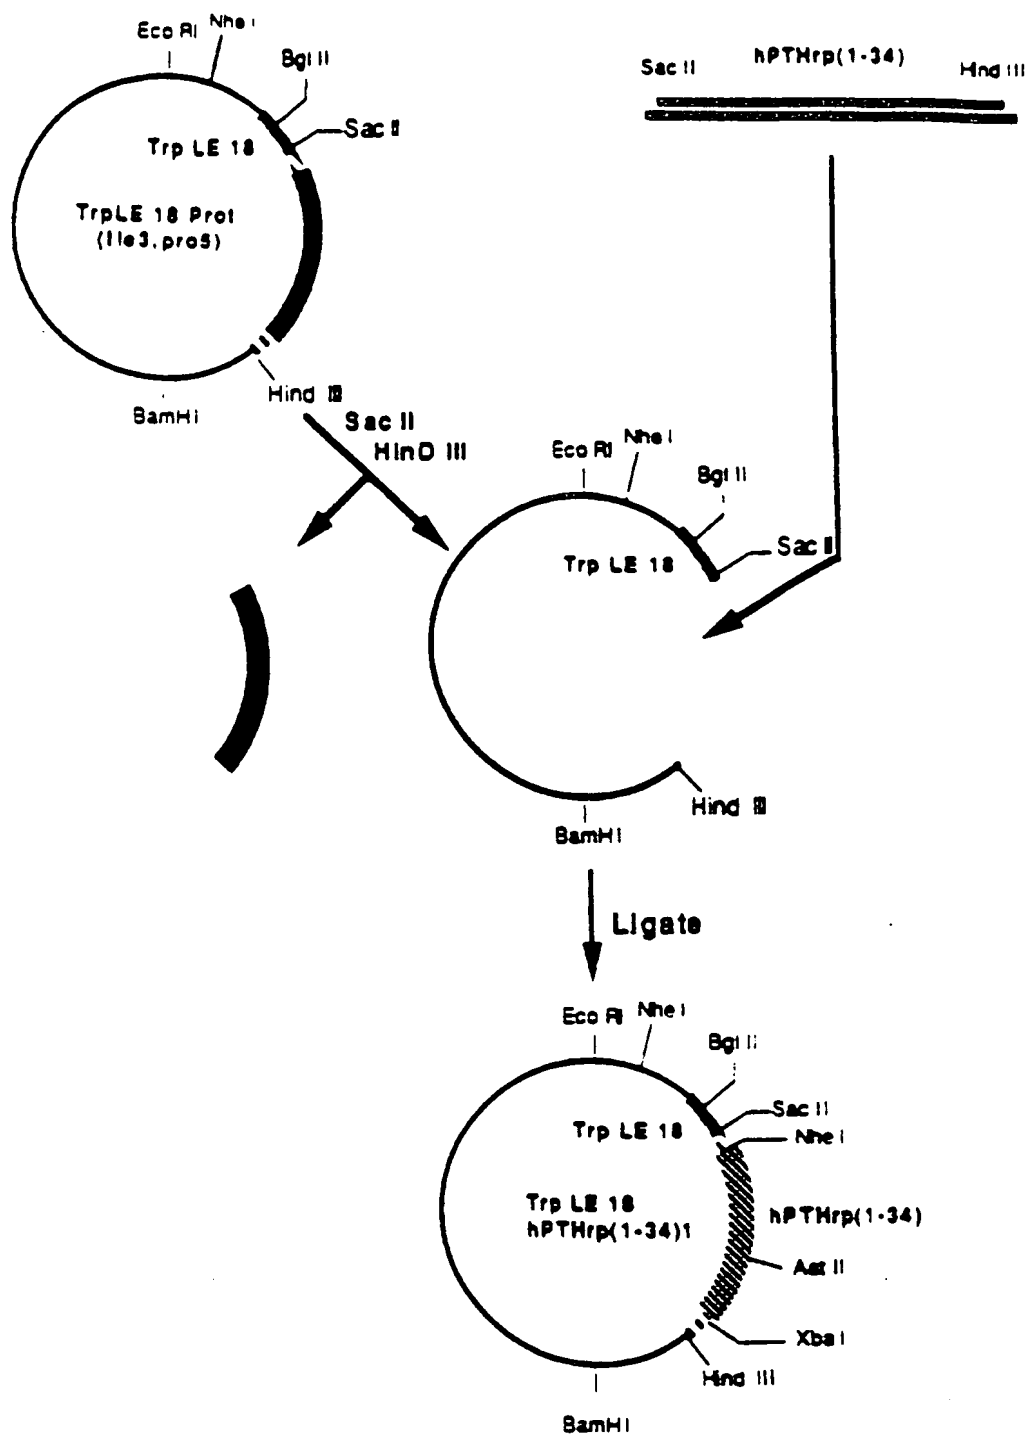 Eco RI
Nhe I
Bgl II
Sac II
Trp LE 18
TrpLE 18 Prot
(Ile3, pro5)
Hind III
BamHI
hPTHrp(1-34)
Sac II
Hind III
Sac II
HinD III
Eco RI
Nhe I
Bgl II
Sac II
Trp LE 18
Hind III
BamHI
Ligate
Eco RI
Nhe I
Bgl II
Sac II
Nhe I
Trp LE 18
Trp LE 18
hPTHrp(1-34)1
hPTHrp(1-34)
Aat II
Xba I
Hind III
BamHI